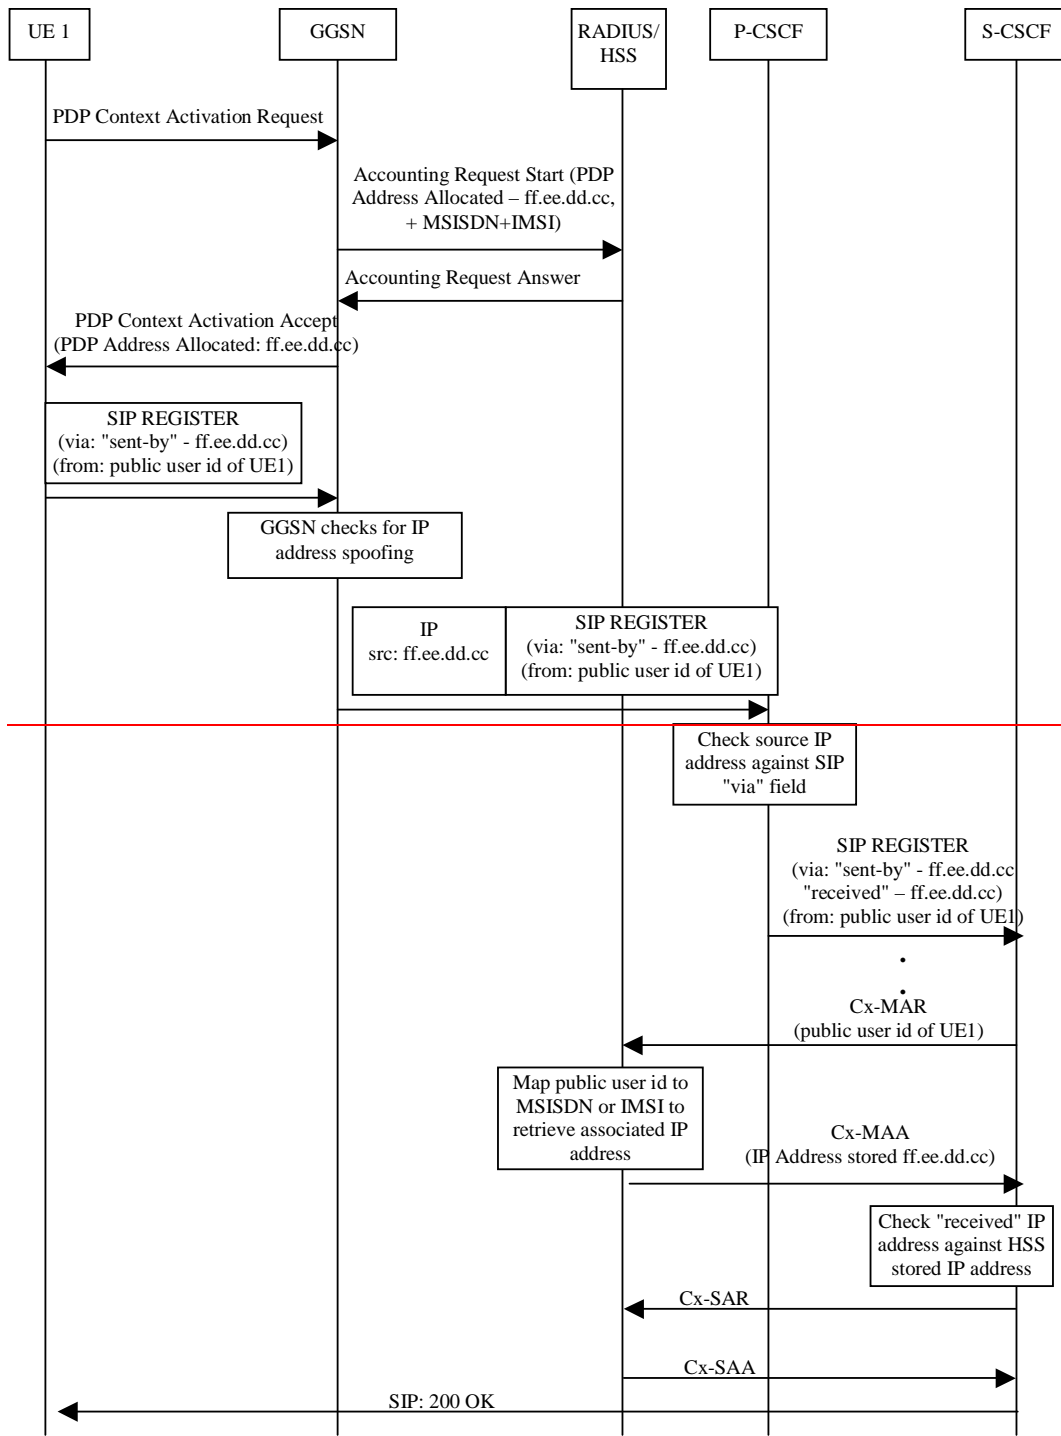 UE 1
GGSN
RADIUS/
HSS
P-CSCF
S-CSCF
PDP Context Activation Request
Accounting Request Start (PDP
Address Allocated – ff.ee.dd.cc,
+ MSISDN+IMSI)
Accounting Request Answer
PDP Context Activation Accept
(PDP Address Allocated: ff.ee.dd.cc)
SIP REGISTER
(via: "sent-by" - ff.ee.dd.cc)
(from: public user id of UE1)
GGSN checks for IP
address spoofing
IP
src: ff.ee.dd.cc
SIP REGISTER
(via: "sent-by" - ff.ee.dd.cc)
(from: public user id of UE1)
Check source IP
address against SIP
"via" field
SIP REGISTER
(via: "sent-by" - ff.ee.dd.cc
"received" – ff.ee.dd.cc)
(from: public user id of UE1)
Cx-MAR
(public user id of UE1)
Map public user id to
MSISDN or IMSI to
retrieve associated IP
address
Cx-MAA
(IP Address stored ff.ee.dd.cc)
Check "received" IP
address against HSS
stored IP address
Cx-SAR
Cx-SAA
SIP: 200 OK